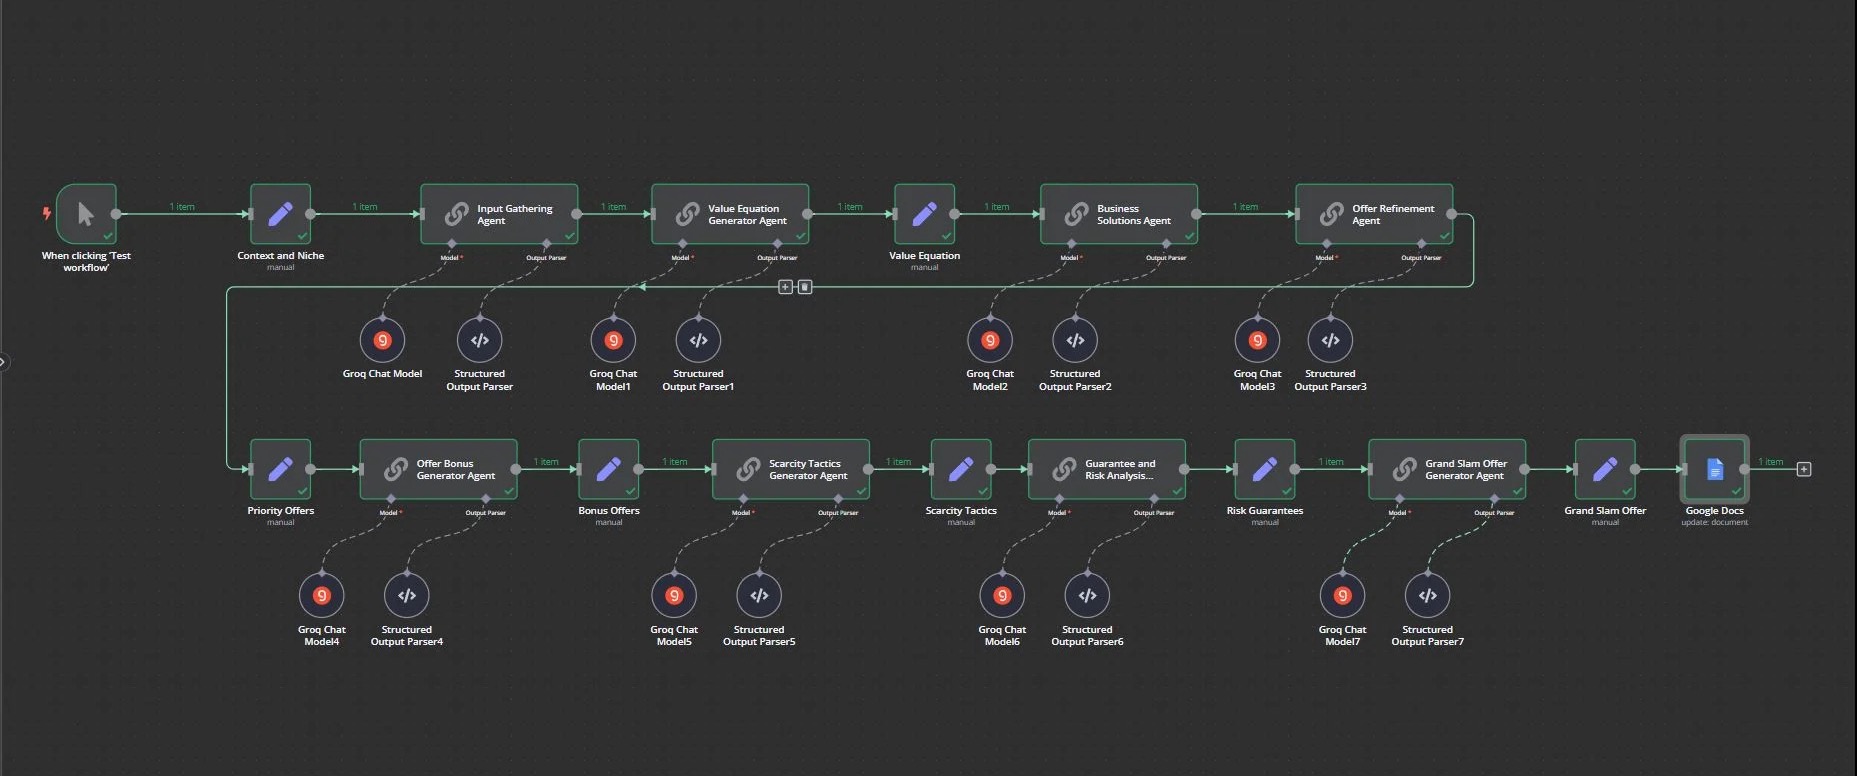 1 item
1 item
1 item
1 item
1 item
1 item
Input Gathering
Agent
Value Equation
Generator Agent
Business
Solutions Agent
Offer Refinement
Agent
When clicking 'Test
workflow'
Context and Niche
manual
Value Equation
manual
Model *
Output Parser
Model *
Output Parser
Model *
Output Parser
Model *
Output Parser
Groq Chat Model
Structured
Output Parser
Groq Chat
Model1
Structured
Output Parser1
Groq Chat
Model2
Structured
Output Parser2
Groq Chat
Model3
Structured
Output Parser3
Offer Bonus
Generator Agent
1 item
1 item
Scarcity Tactics
Generator Agent
1 item
Guarantee and
Risk Analysis...
1 item
Grand Slam Offer
Generator Agent
1 item
Priority Offers
manual
Model *
Output Parser
Bonus Offers
manual
Model *
Output Parser
Scarcity Tactics
manual
Model *
Output Parser
Risk Guarantees
manual
Model *
Output Parser
Grand Slam Offer
manual
Google Docs
update: document
Groq Chat
Model4
Structured
Output Parser4
Groq Chat
Model5
Structured
Output Parser5
Groq Chat
Model6
Structured
Output Parser6
Groq Chat
Model7
Structured
Output Parser7